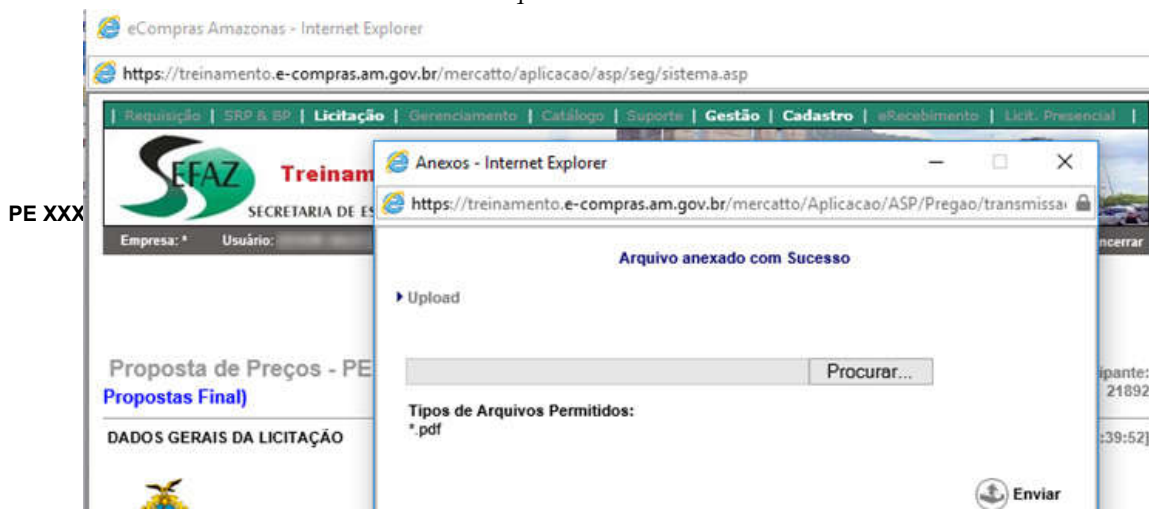 eCompras Amazonas - Internet Explorer
https://treinamento.e-compras.am.gov.br/mercatto/aplicacao/asp/seg/sistema.asp
| Requisição | SRP & BP | Licitação | Gerenciamento | Catálogo | Suporte | Gestão | Cadastro | eRecebimento | Licit. Presencial |
SEFAZ
Treinam
SECRETARIA DE ES
PE XXX
Empresa: * Usuário:
ncerrar
Anexos - Internet Explorer
https://treinamento.e-compras.am.gov.br/mercatto/Aplicacao/ASP/Pregao/transmissa
Arquivo anexado com Sucesso
Upload
Procurar...
Tipos de Arquivos Permitidos:
*.pdf
Enviar
Proposta de Preços - PE
Propostas Final)
ipante:
21892
DADOS GERAIS DA LICITAÇÃO
:39:52]